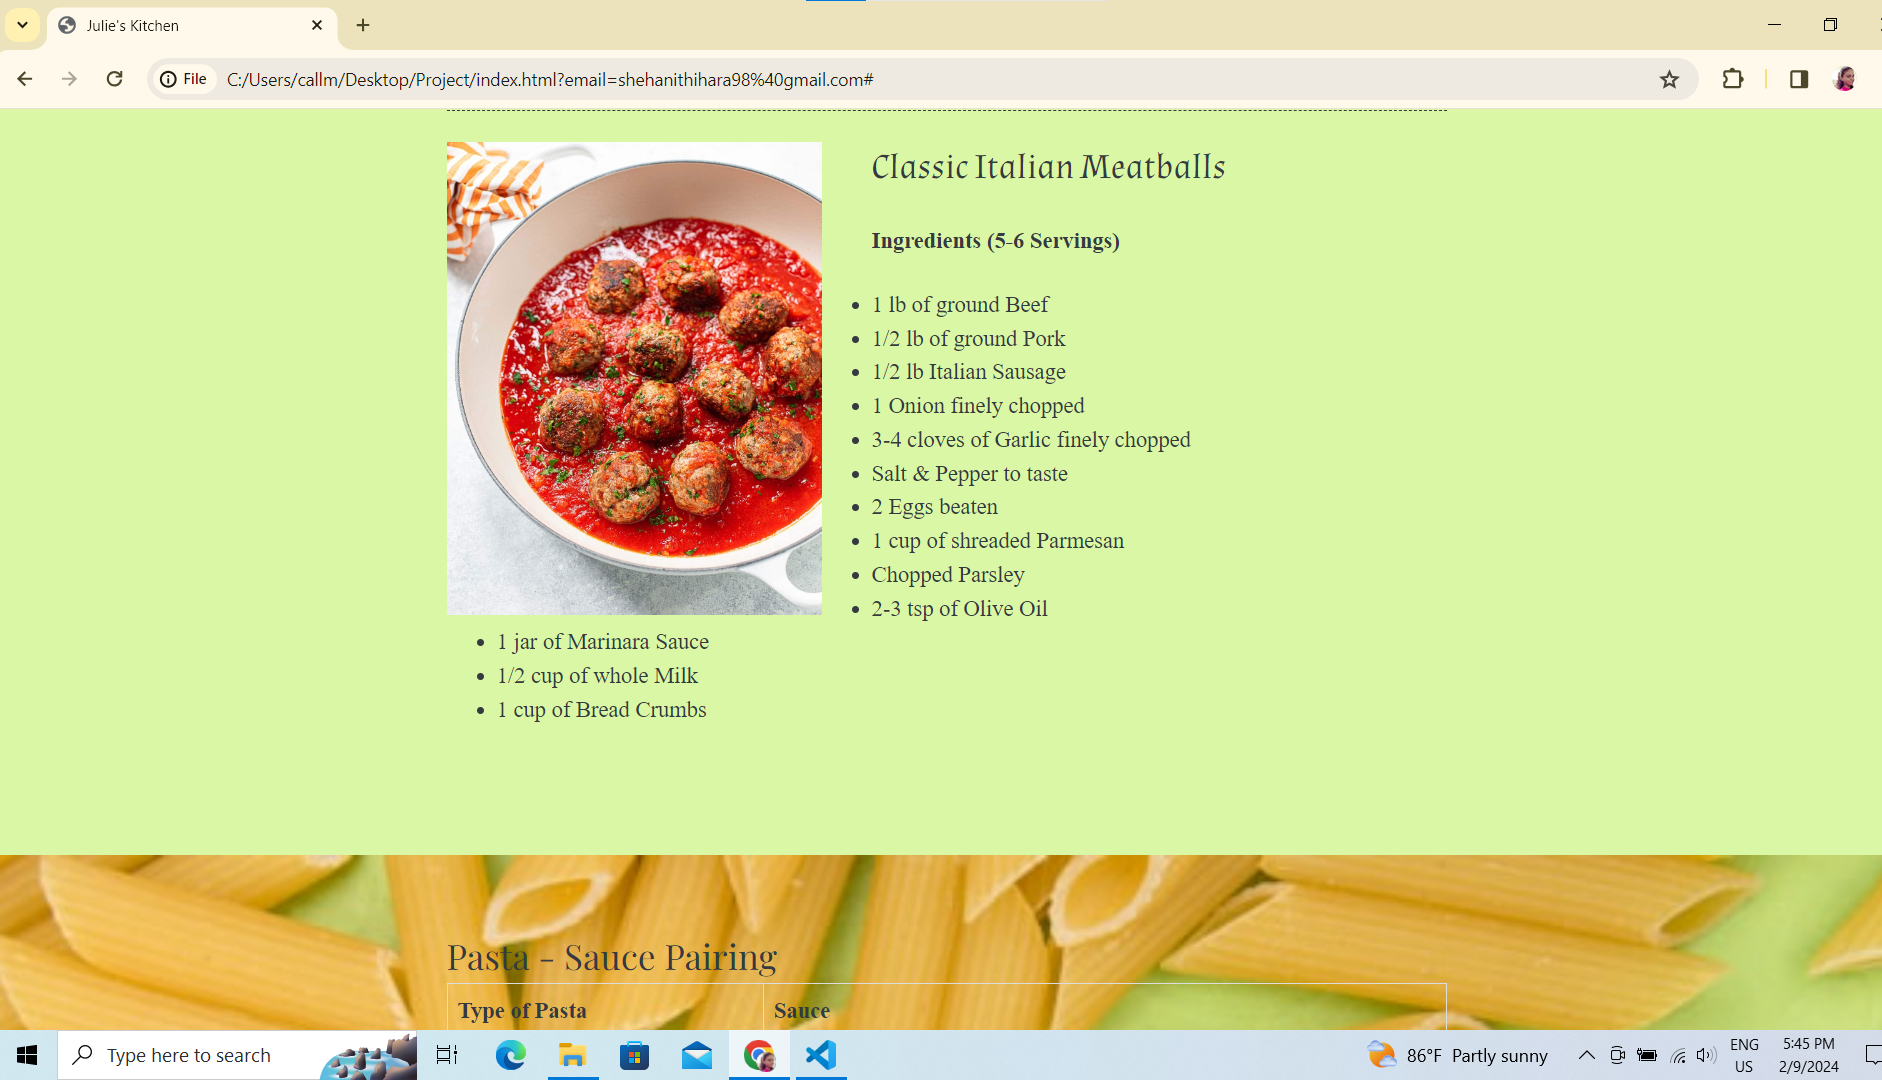 Julie's Kitchen
File
C:/Users/callm/Desktop/Project/index.html?email=shehanithihara98%40gmail.com#
Classic Italian Meatballs
Ingredients (5-6 Servings)
1 lb of ground Beef
1/2 lb of ground Pork
1/2 lb Italian Sausage
1 Onion finely chopped
3-4 cloves of Garlic finely chopped
Salt & Pepper to taste
2 Eggs beaten
1 cup of shreaded Parmesan
Chopped Parsley
2-3 tsp of Olive Oil
1 jar of Marinara Sauce
1/2 cup of whole Milk
1 cup of Bread Crumbs
Pasta - Sauce Pairing
Type of Pasta Sauce
Type here to search
86°F Partly sunny
ENG
US
5:45 PM
2/9/2024